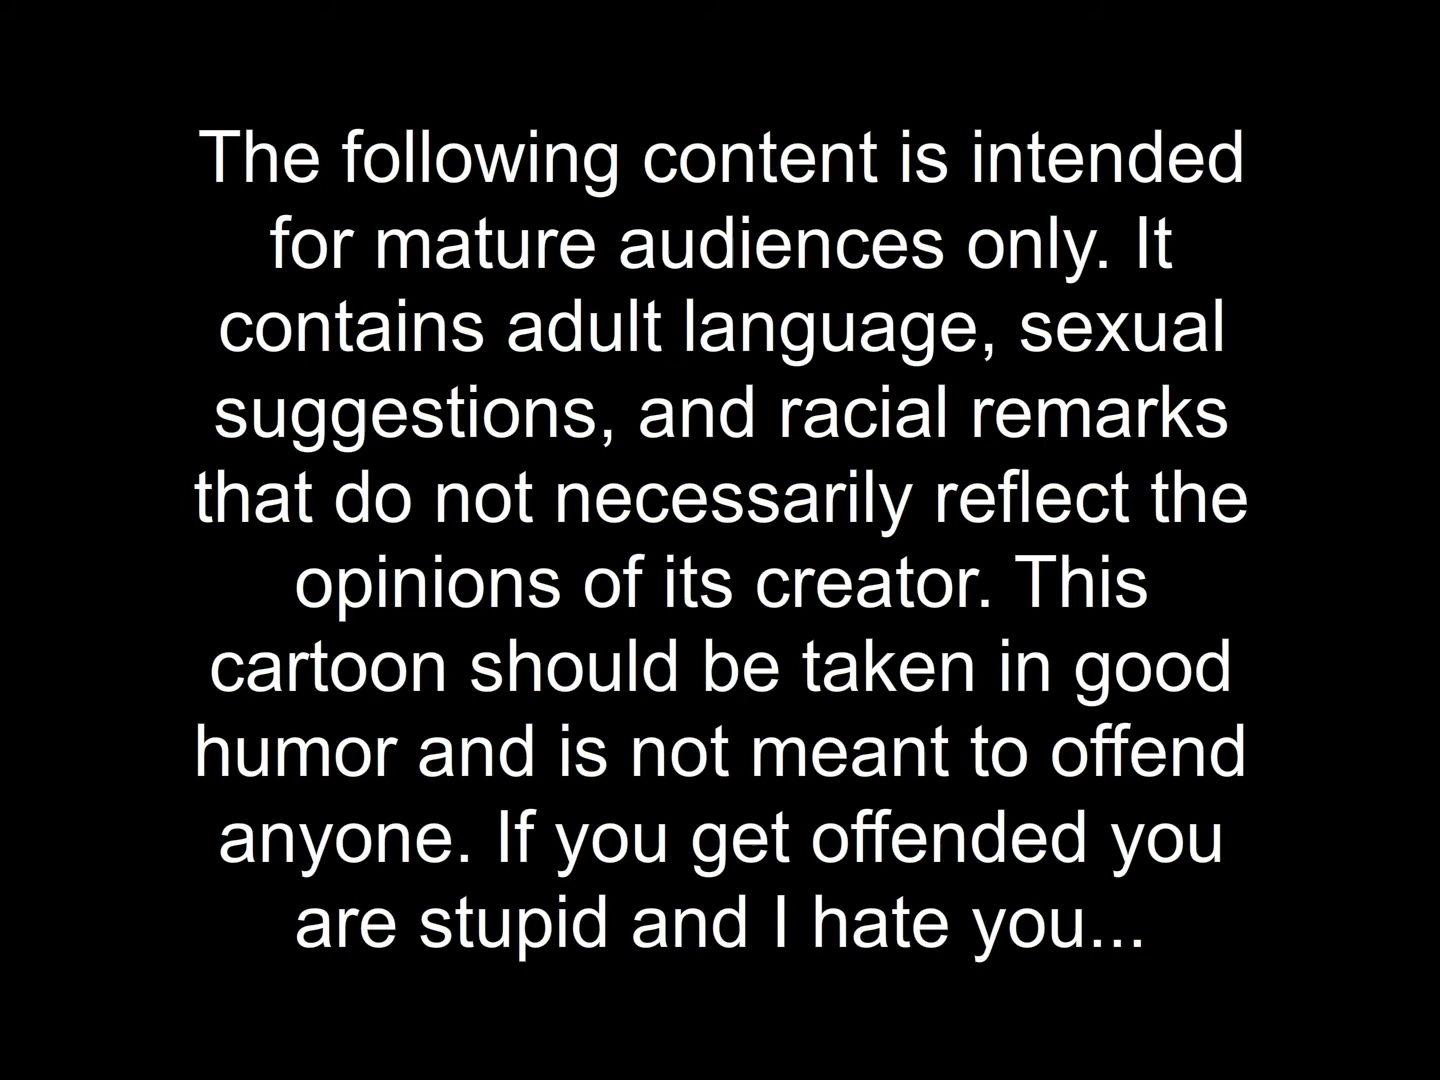 The following content is intended
for mature audiences only. It
contains adult language, sexual
suggestions, and racial remarks
that do not necessarily reflect the
opinions of its creator. This
cartoon should be taken in good
humor and is not meant to offend
anyone. If you get offended you
are stupid and I hate you...